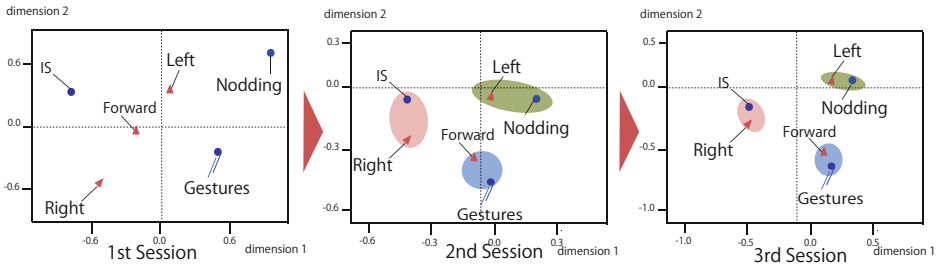 dimension 2
0.6
0.0
-0.6
IS
Left
Nodding
Forward
Right
Gestures
-0.6
0.0
0.6
dimension 1
1st Session
dimension 2
0.3
0.0
-0.3
-0.6
IS
Left
Nodding
Forward
Right
Gestures
-0.6
-0.3
0.0
0.3
dimension 1
2nd Session
dimension 2
0.5
0.0
-0.5
-1.0
IS
Left
Nodding
Forward
Right
Gestures
-1.0
-0.5
0.0
0.5
dimension 1
3rd Session